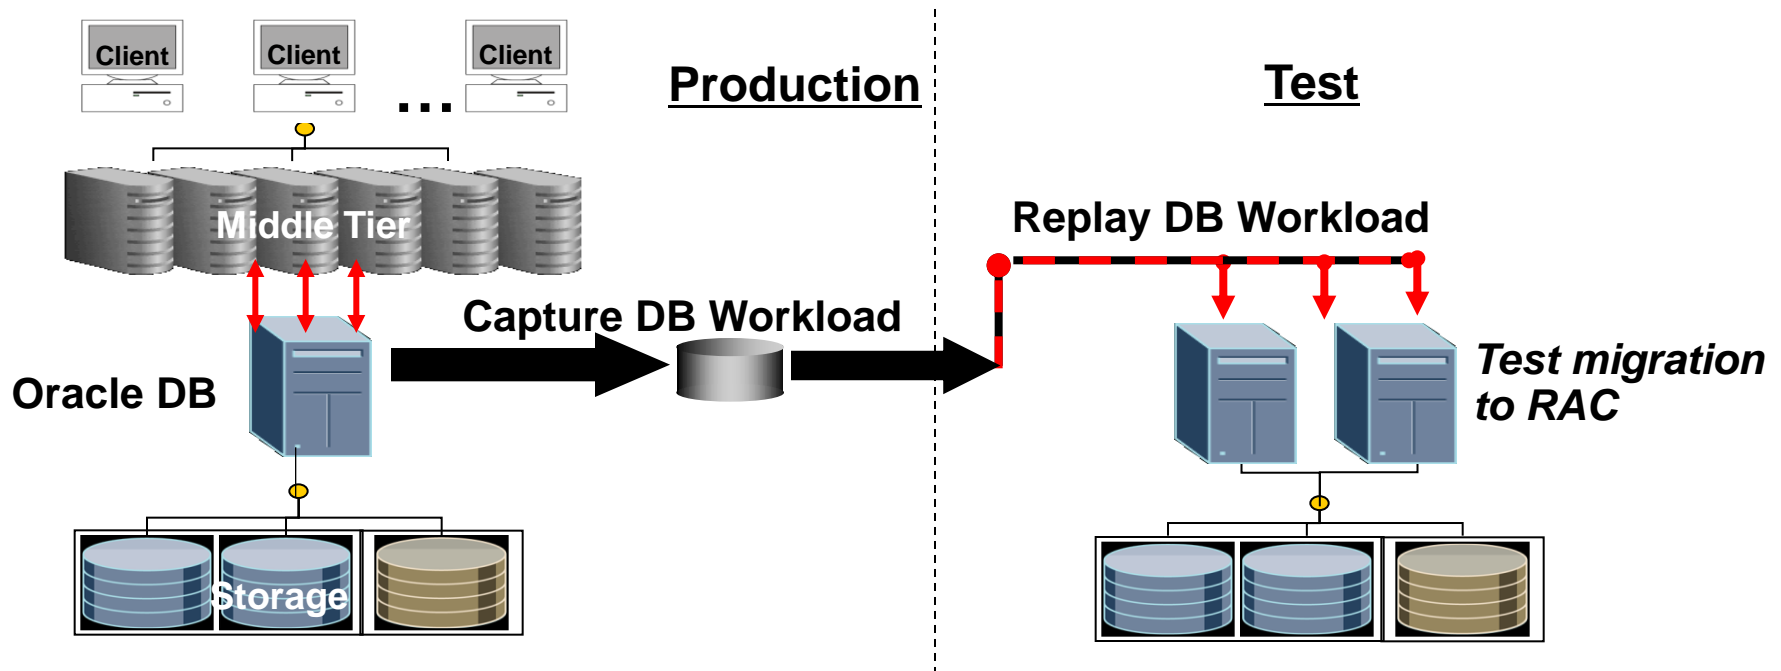 Client
Client
Client
...
Production
Test
Middle Tier
Replay DB Workload
Capture DB Workload
Oracle DB
Test migration
to RAC
Storage